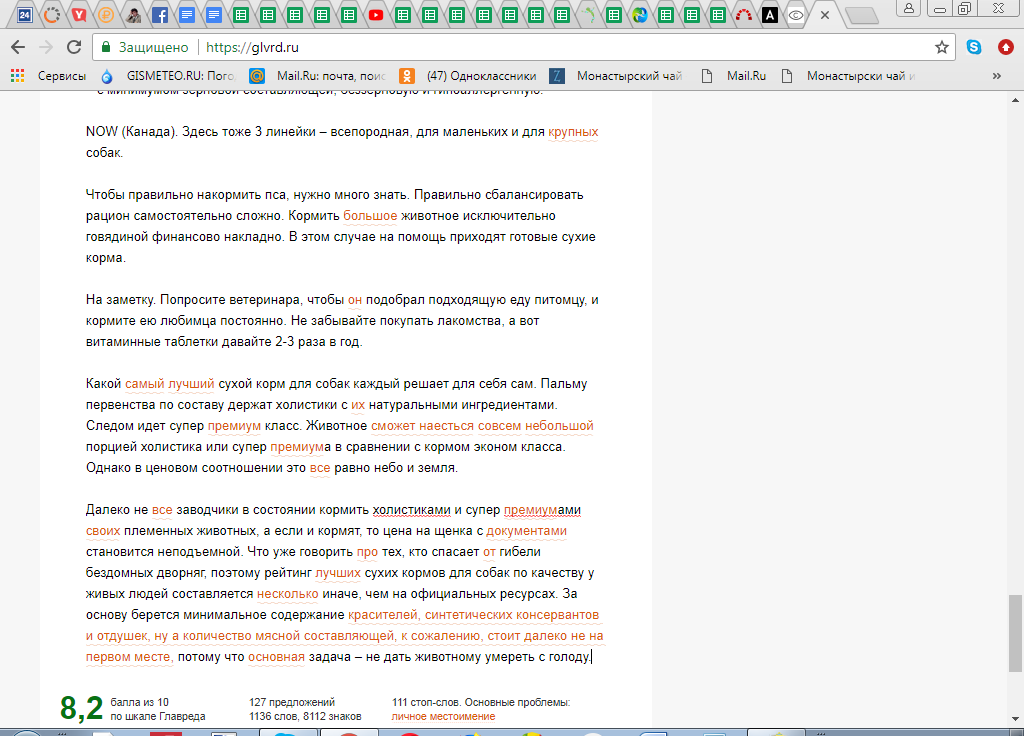 24
Защищено
https://glvrd.ru
Сервисы
GISMETEO.RU: Пого
Mail.Ru: почта, поис
(47) Одноклассники
Монастырский чай
Mail.Ru
Монастырски чай и
с минимумом зерновой составляющей, беззерновую и гипоаллергенную.
NOW (Канада). Здесь тоже 3 линейки – всепородная, для маленьких и для крупных
собак.
Чтобы правильно накормить пса, нужно много знать. Правильно сбалансировать
рацион самостоятельно сложно. Кормить большое животное исключительно
говядиной финансово накладно. В этом случае на помощь приходят готовые сухие
корма.
На заметку. Попросите ветеринара, чтобы он подобрал подходящую еду питомцу, и
кормите ею любимца постоянно. Не забывайте покупать лакомства, а вот
витаминные таблетки давайте 2-3 раза в год.
Какой самый лучший сухой корм для собак каждый решает для себя сам. Пальму
первенства по составу держат холистики с их натуральными ингредиентами.
Следом идет супер премиум класс. Животное сможет наесться совсем небольшой
порцией холистика или супер премиума в сравнении с кормом эконом класса.
Однако в ценовом соотношении это все равно небо и земля.
Далеко не все заводчики в состоянии кормить холистиками и супер премиумами
своих племенных животных, а если и кормят, то цена на щенка с документами
становится неподъемной. Что уже говорить про тех, кто спасает от гибели
бездомных дворняг, поэтому рейтинг лучших сухих кормов для собак по качеству у
живых людей составляется несколько иначе, чем на официальных ресурсах. За
основу берется минимальное содержание красителей, синтетических консервантов
и отдушек, ну а количество мясной составляющей, к сожалению, стоит далеко не на
первом месте, потому что основная задача – не дать животному умереть с голоду.
8,2
балла из 10
по шкале Главреда
127 предложений
1136 слов, 8112 знаков
111 стоп-слов. Основные проблемы:
личное местоимение